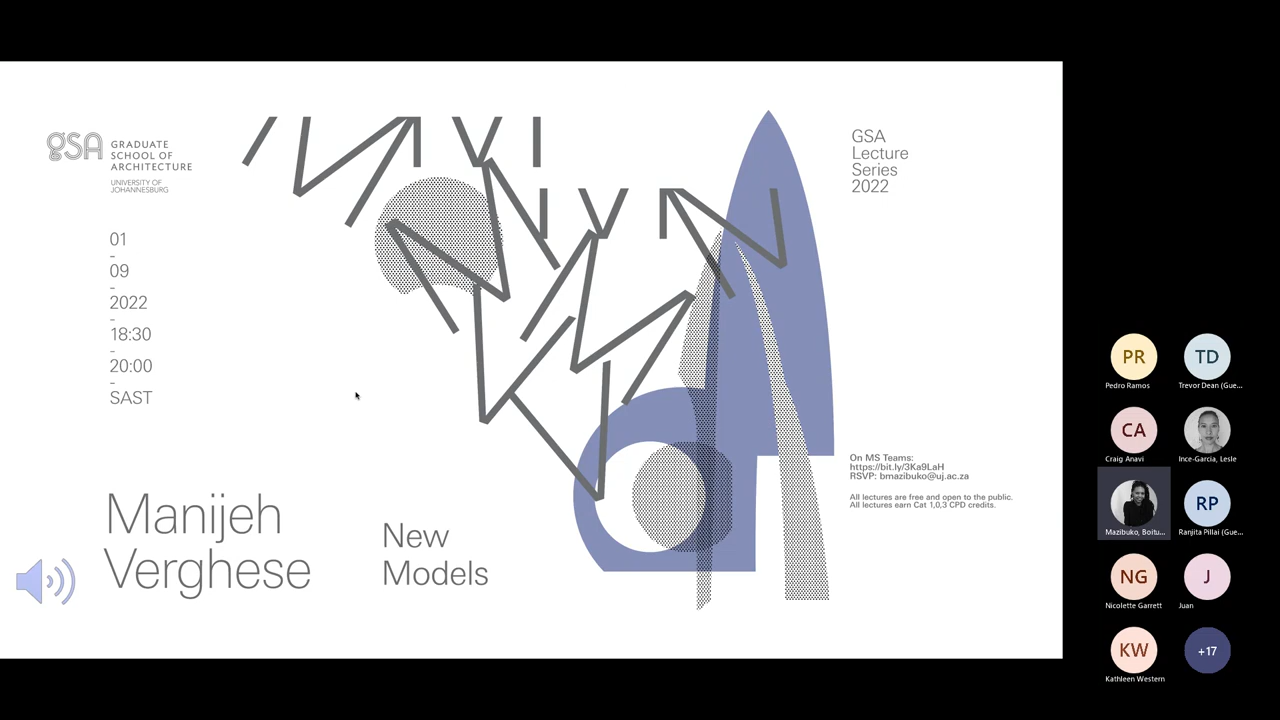 gSA
GRADUATE
SCHOOL OF
ARCHITECTURE
UNIVERSITY OF
JOHANNESBURG
01
-
09
-
2022
-
18:30
-
20:00
-
SAST
Manijeh
Verghese
New
Models
GSA
Lecture
Series
2022
On MS Teams:
https://bit.ly/3Ka9LaH
RSVP: bmazibuko@uj.ac.za
All lectures are free and open to the public.
All lectures earn Cat 1,0,3 CPD credits.
PR
Pedro Ramos
TD
Trevor Dean (Gue...
CA
Craig Anavi
Ince-Garcia, Lesle
Mazibuko, Boitu...
RP
Ranjita Pillai (Gue...
NG
Nicolette Garrett
J
Juan
KW
Kathleen Western
+17